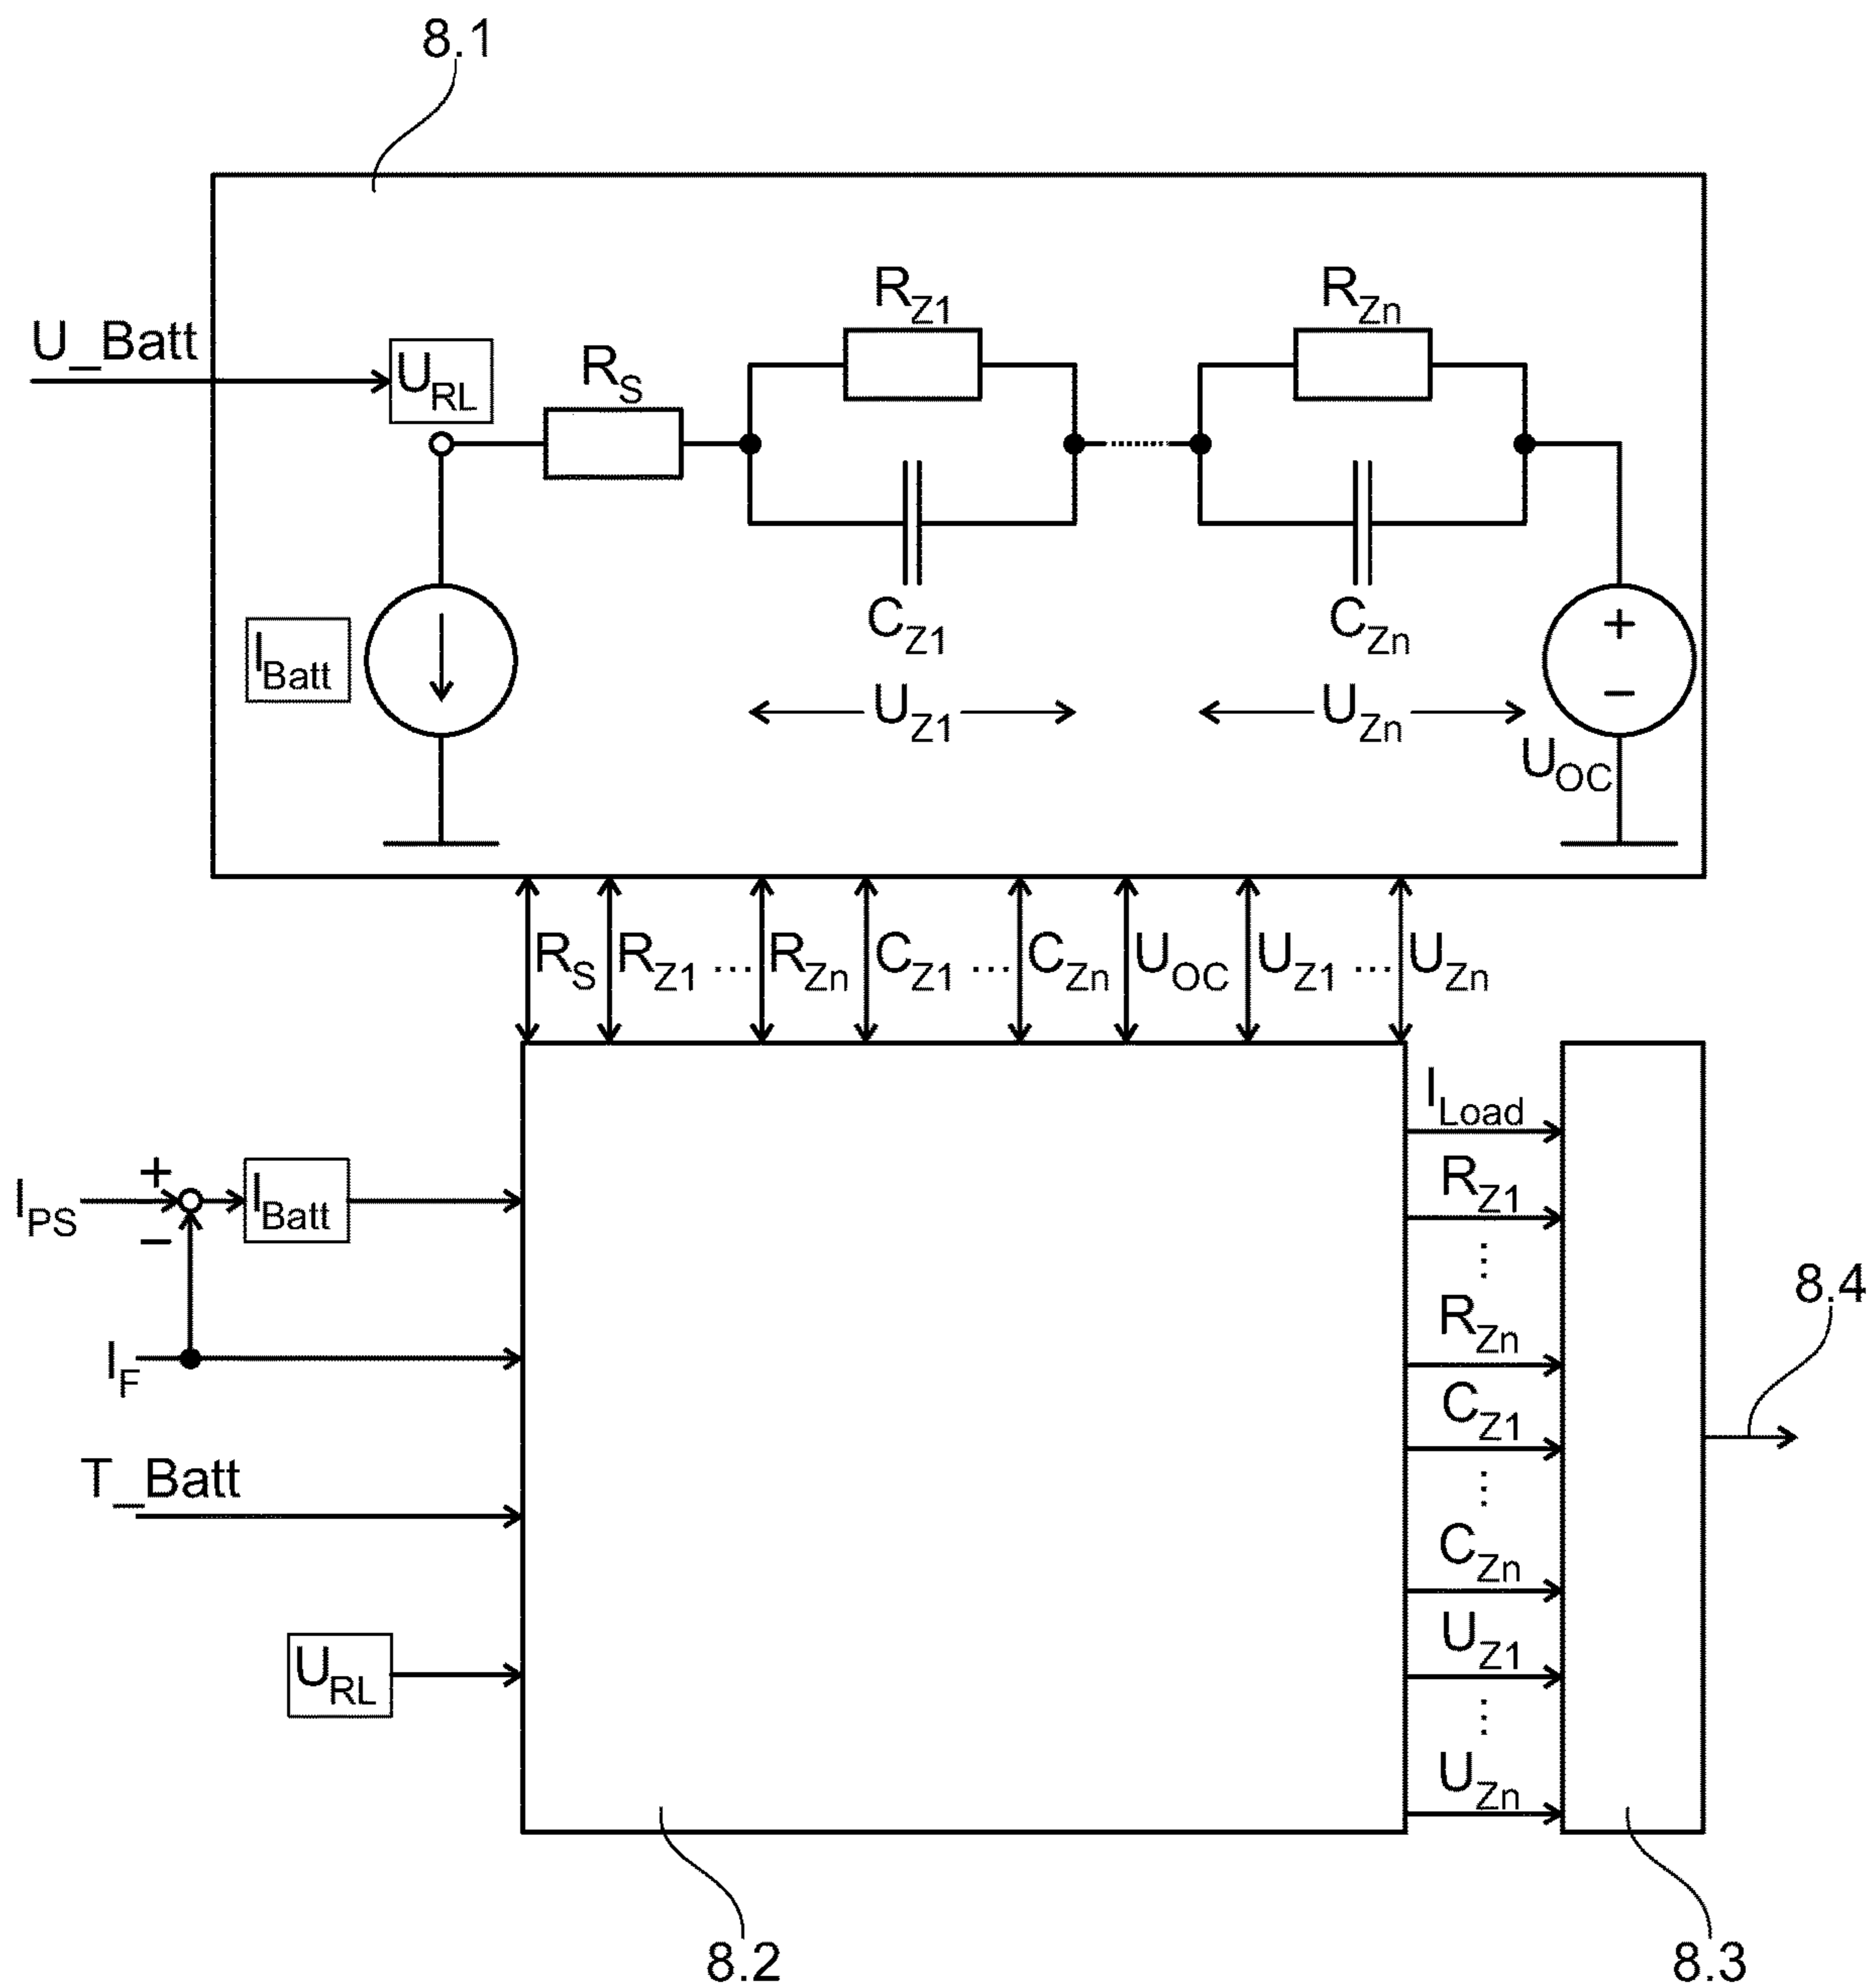 8.1
U_Batt
U_RL
R_S
R_Z1
R_Zn
C_Z1
C_Zn
I_Batt
U_Z1
U_Zn
+
−
U_OC
R_S R_Z1 ... R_Zn C_Z1 ... C_Zn U_OC U_Z1 ... U_Zn
I_PS
+
−
I_Batt
I_F
T_Batt
U_RL
I_Load
R_Z1
...
R_Zn
C_Z1
...
C_Zn
U_Z1
...
U_Zn
8.4
8.2
8.3